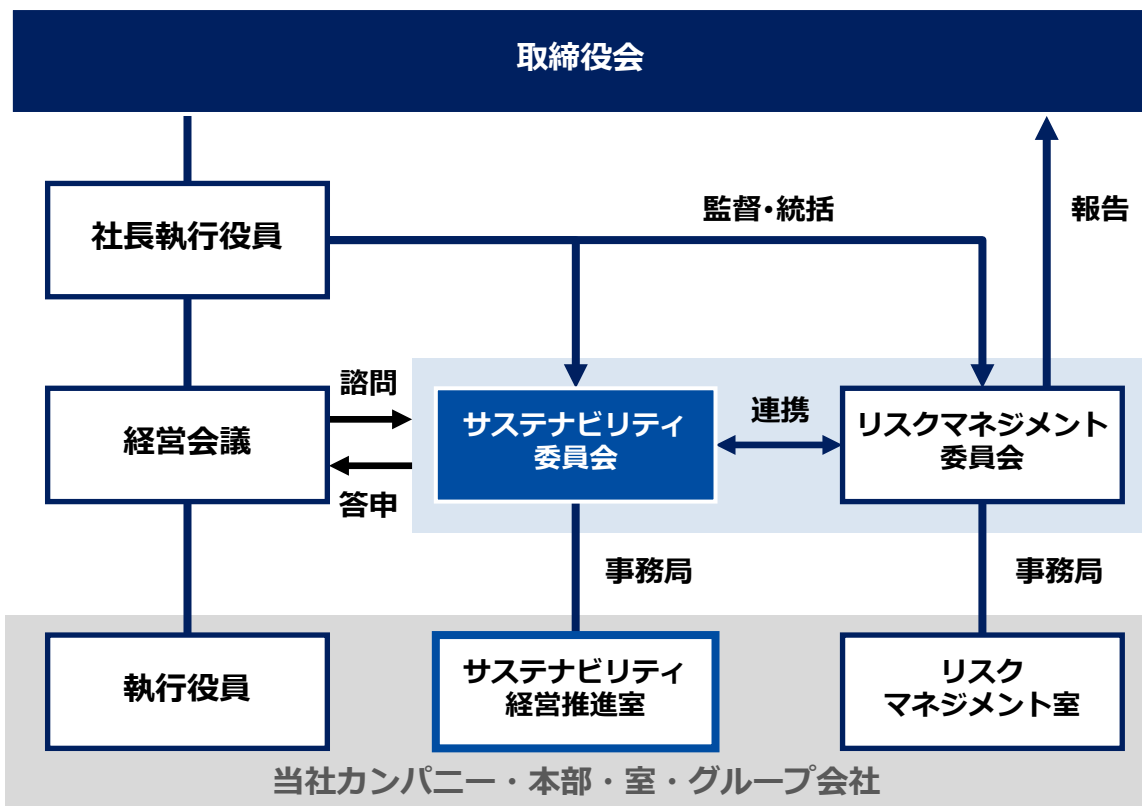 取締役会
社長執行役員
監督･統括
報告
経営会議
諮問
答申
サステナビリティ
委員会
連携
リスクマネジメント
委員会
事務局
事務局
執行役員
サステナビリティ
経営推進室
リスク
マネジメント室
当社カンパニー・本部・室・グループ会社